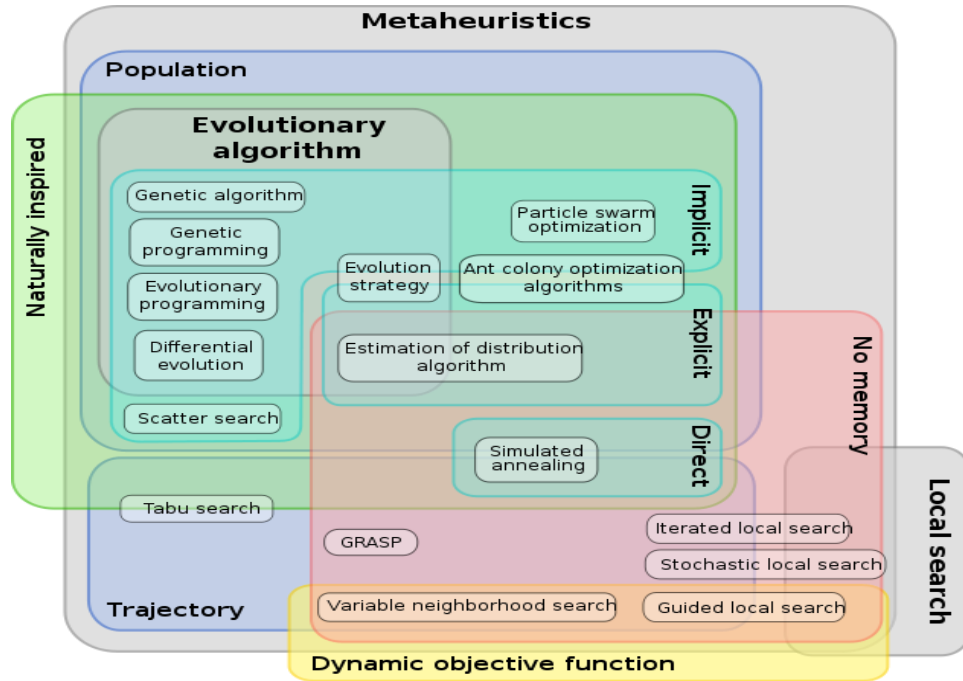 Metaheuristics
Population
Naturally inspired
Evolutionary
algorithm
Genetic algorithm
Genetic
programming
Evolutionary
programming
Differential
evolution
Scatter search
Evolution
strategy
Particle swarm
optimization
Ant colony optimization
algorithms
Implicit
Estimation of distribution
algorithm
Explicit
No memory
Simulated
annealing
Direct
Local search
Tabu search
GRASP
Iterated local search
Stochastic local search
Trajectory
Variable neighborhood search
Guided local search
Dynamic objective function